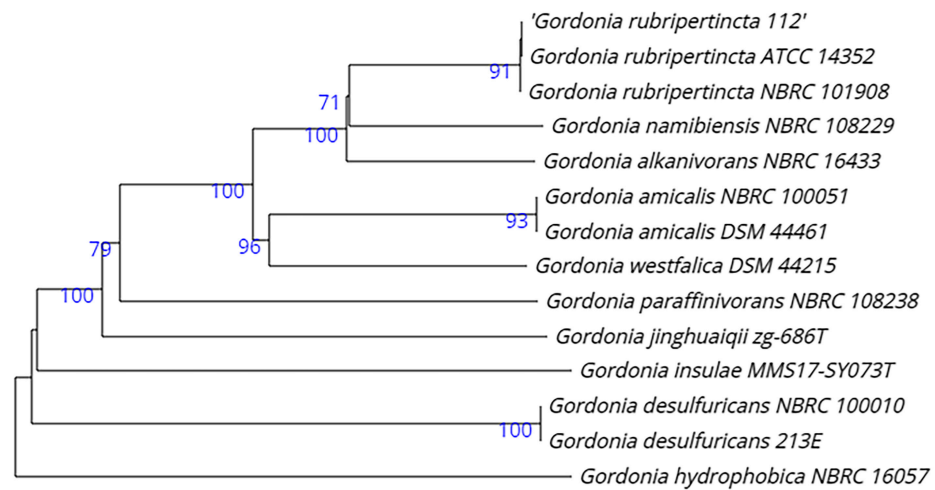 'Gordonia rubripertincta 112'
Gordonia rubripertincta ATCC 14352
91
Gordonia rubripertincta NBRC 101908
71
Gordonia namibiensis NBRC 108229
100
Gordonia alkanivorans NBRC 16433
100
Gordonia amicalis NBRC 100051
93
Gordonia amicalis DSM 44461
96
79
Gordonia westfalica DSM 44215
100
Gordonia paraffinivorans NBRC 108238
Gordonia jinghuaiqii zg-686T
Gordonia insulae MMS17-SY073T
Gordonia desulfuricans NBRC 100010
100
Gordonia desulfuricans 213E
Gordonia hydrophobica NBRC 16057